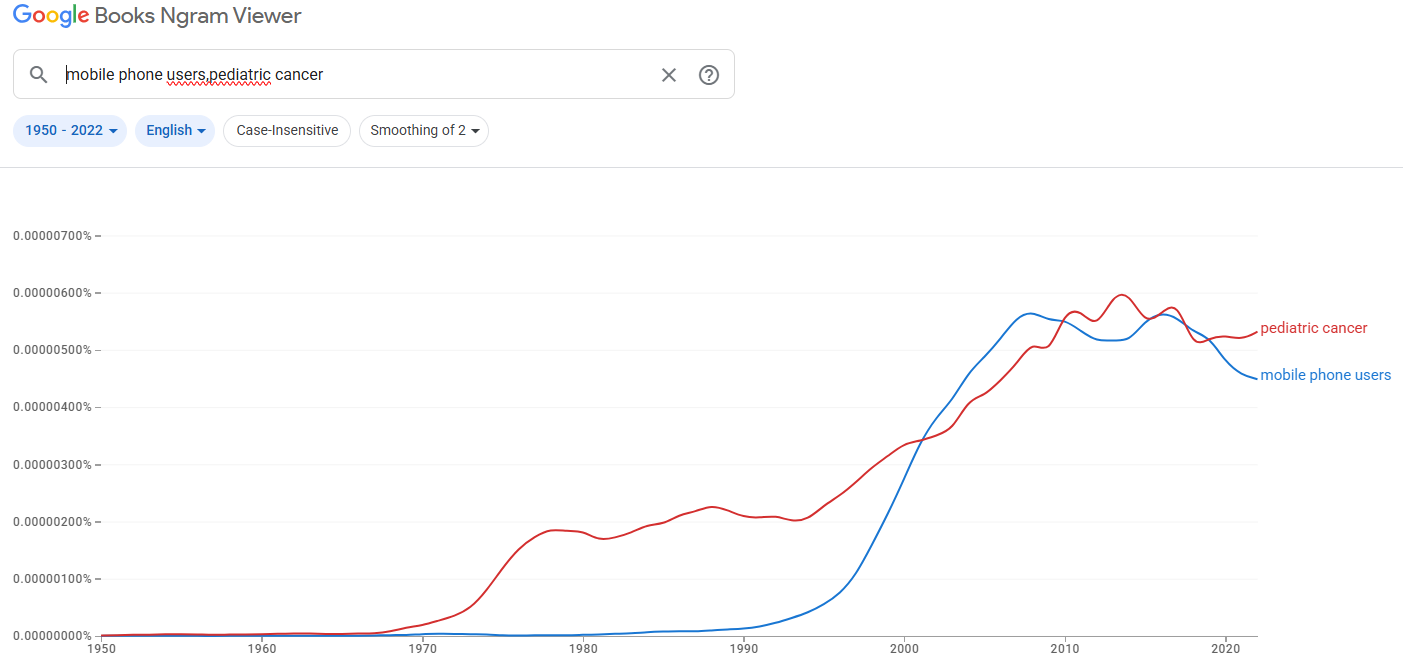 Google Books Ngram Viewer
mobile phone users,pediatric cancer
1950 - 2022
English
Case-Insensitive
Smoothing of 2
0.00000700%
0.00000600%
0.00000500%
0.00000400%
0.00000300%
0.00000200%
0.00000100%
0.00000000%
pediatric cancer
mobile phone users
1950
1960
1970
1980
1990
2000
2010
2020